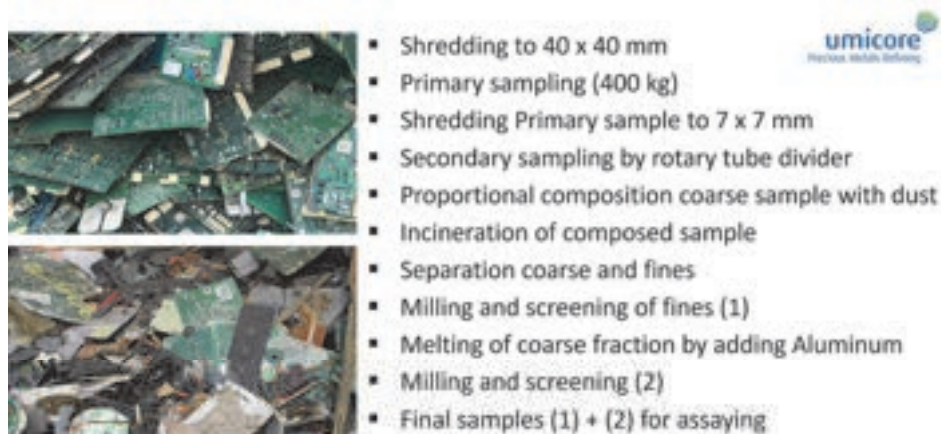 umicore
Precious Metals Refining
Shredding to 40 x 40 mm
Primary sampling (400 kg)
Shredding Primary sample to 7 x 7 mm
Secondary sampling by rotary tube divider
Proportional composition coarse sample with dust
Incineration of composed sample
Separation coarse and fines
Milling and screening of fines (1)
Melting of coarse fraction by adding Aluminum
Milling and screening (2)
Final samples (1) + (2) for assaying